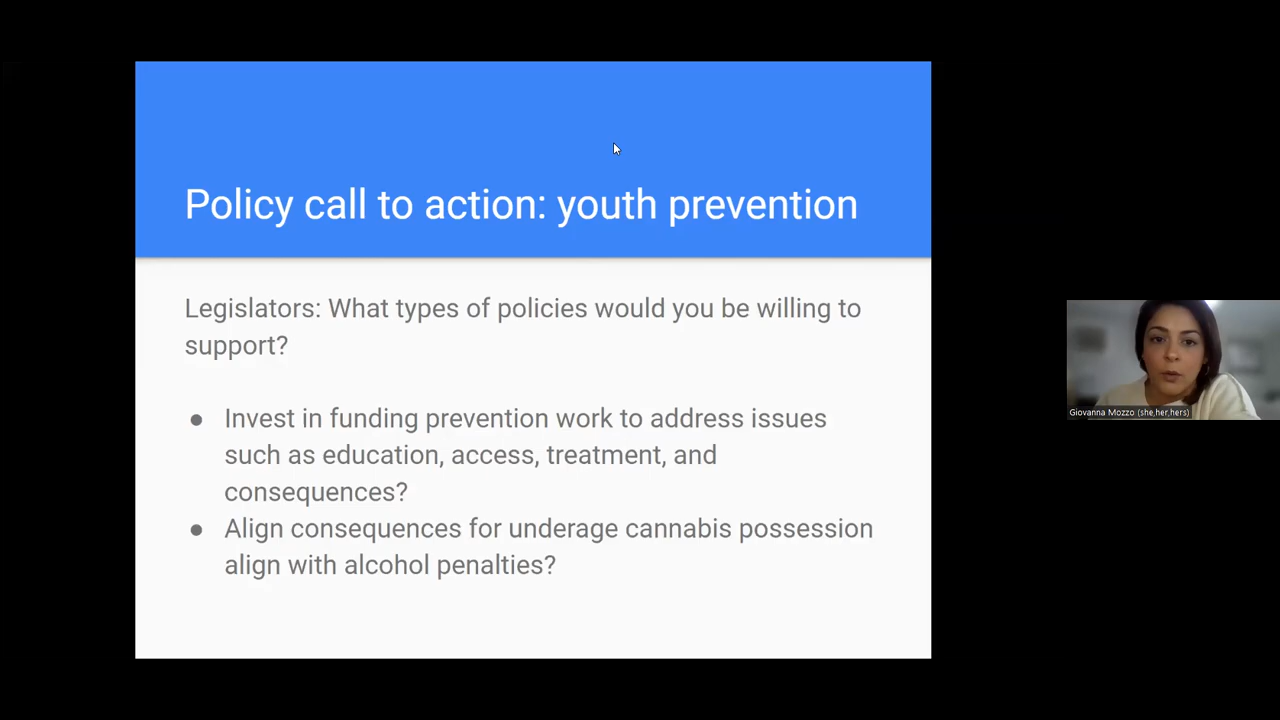 Policy call to action: youth prevention
Legislators: What types of policies would you be willing to
support?
● Invest in funding prevention work to address issues
such as education, access, treatment, and
consequences?
● Align consequences for underage cannabis possession
align with alcohol penalties?
Giovanna Mozzo (she,her,hers)